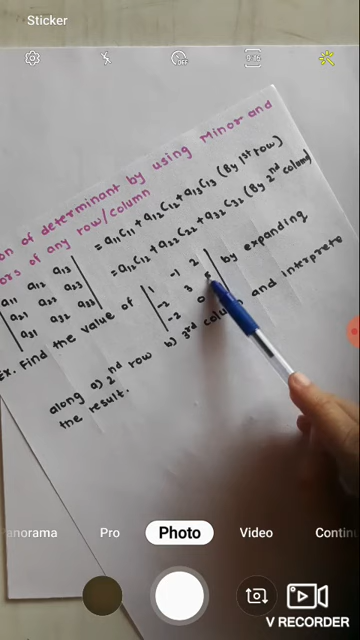 Sticker
OFF
on of determinant by using Minor and
ors of any row/column
a11 a12 a13
a21 a22 a23
a31 a32 a33
= a11C11 + a12C12 + a13C13 (By 1st row)
= a12C12 + a22C22 + a32C32 (By 2nd column)
Ex. Find the value of
1 -1 2
-2 3 5
-2 0
by expanding
along a) 2nd row b) 3rd column and interprete
the result.
anorama Pro Photo Video Contin
V RECORDER